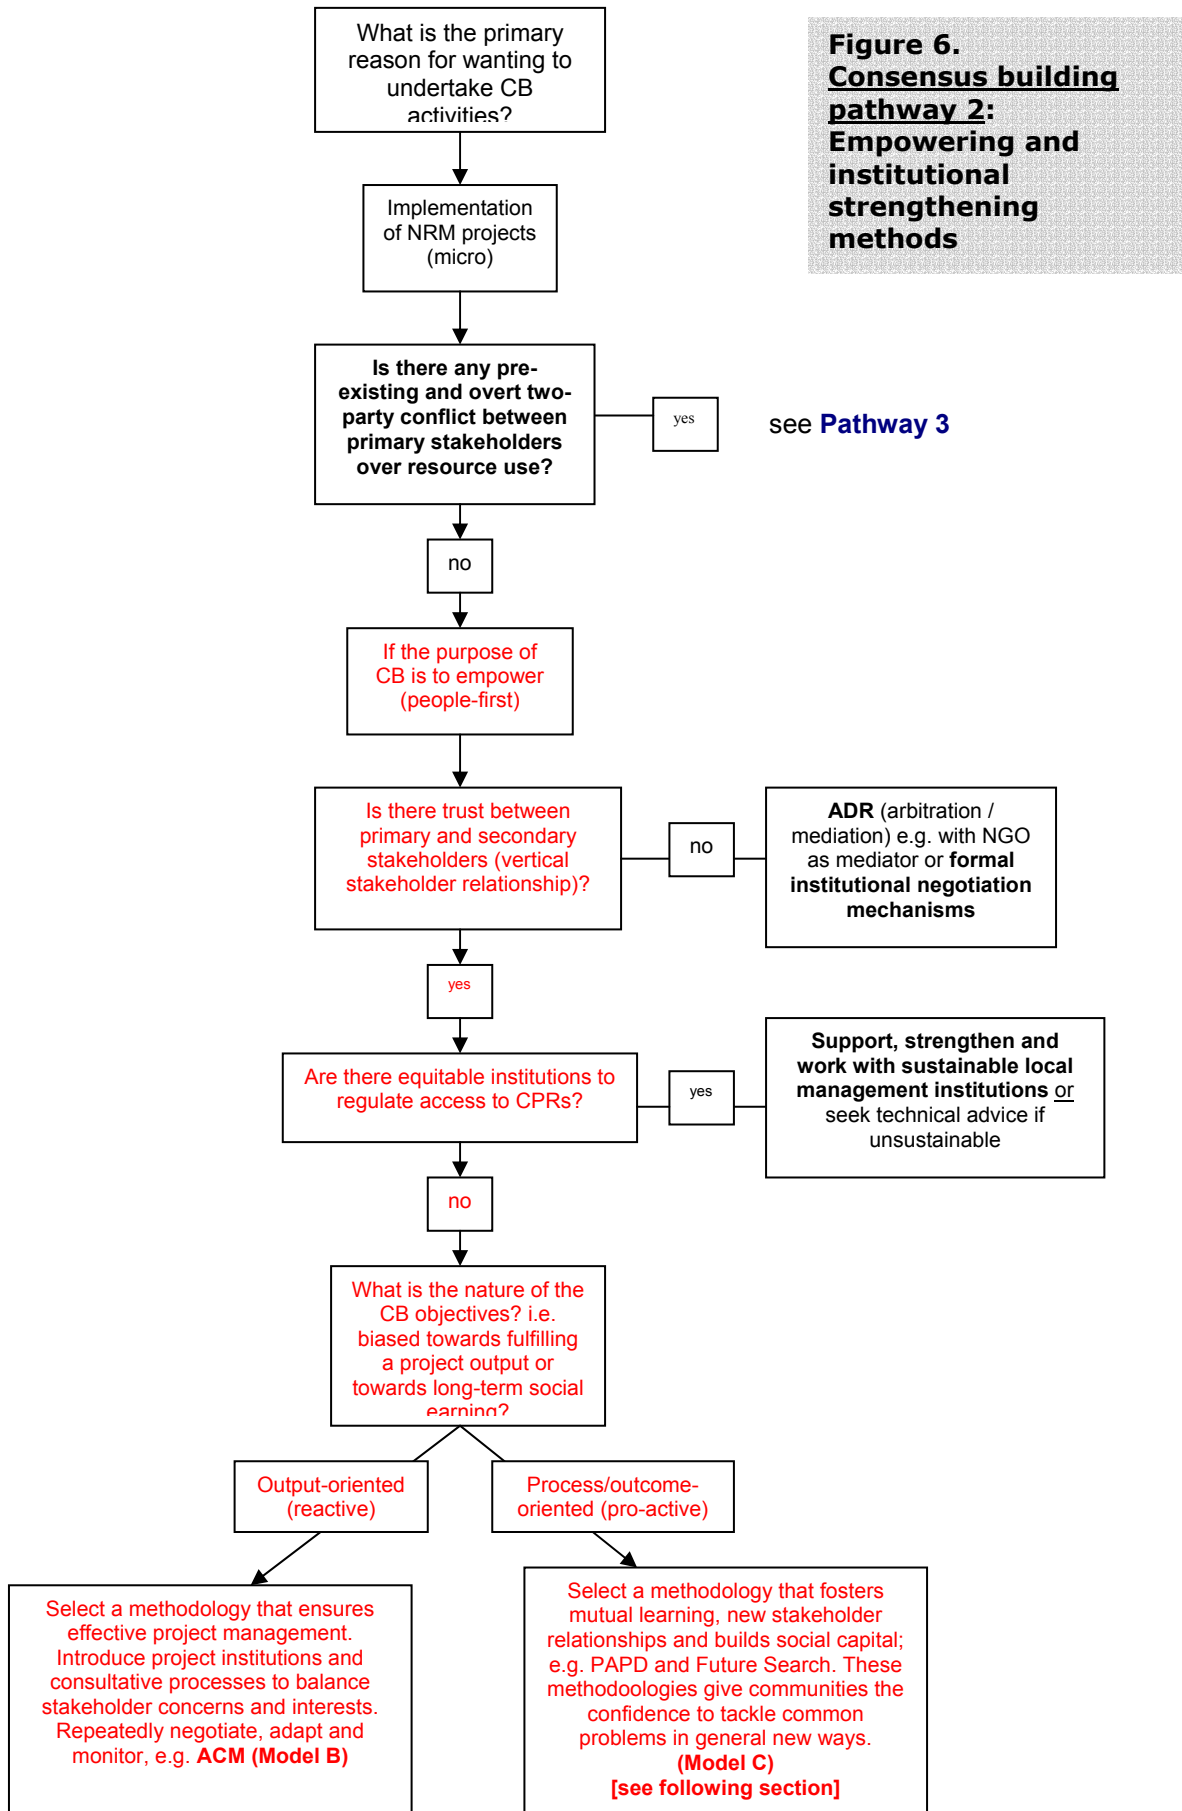 What is the primary
reason for wanting to
undertake CB
activities?
Figure 6.
Consensus building
pathway 2:
Empowering and
institutional
strengthening
methods
Implementation
of NRM projects
(micro)
Is there any pre-
existing and overt two-
party conflict between
primary stakeholders
over resource use?
yes
see Pathway 3
no
If the purpose of
CB is to empower
(people-first)
Is there trust between
primary and secondary
stakeholders (vertical
stakeholder relationship)?
no
ADR (arbitration /
mediation) e.g. with NGO
as mediator or formal
institutional negotiation
mechanisms
yes
Are there equitable institutions to
regulate access to CPRs?
yes
Support, strengthen and
work with sustainable local
management institutions or
seek technical advice if
unsustainable
no
What is the nature of the
CB objectives? i.e.
biased towards fulfilling
a project output or
towards long-term social
earning?
Output-oriented
(reactive)
Process/outcome-
oriented (pro-active)
Select a methodology that ensures
effective project management.
Introduce project institutions and
consultative processes to balance
stakeholder concerns and interests.
Repeatedly negotiate, adapt and
monitor, e.g. ACM (Model B)
Select a methodology that fosters
mutual learning, new stakeholder
relationships and builds social capital;
e.g. PAPD and Future Search. These
methodoologies give communities the
confidence to tackle common
problems in general new ways.
(Model C)
[see following section]